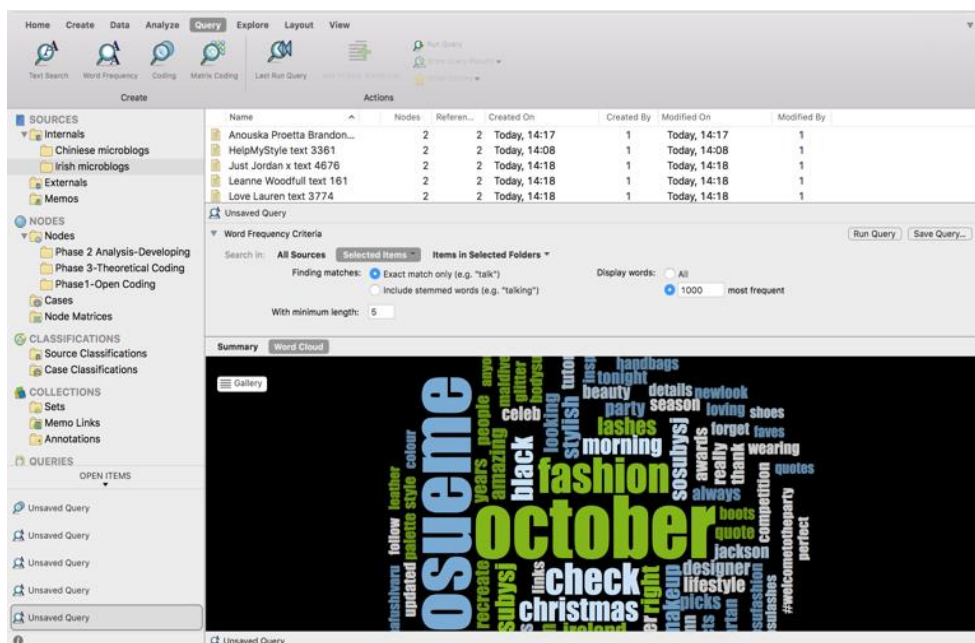 Home Create Data Analyze Query Explore Layout View
Text Search Word Frequency Coding Matrix Coding Last Run Query
Run Query
Create Actions
SOURCES
Internals
Chiniese microblogs
Irish microblogs
Externals
Memos
NODES
Nodes
Phase 2 Analysis-Developing
Phase 3-Theoretical Coding
Phase1-Open Coding
Cases
Node Matrices
CLASSIFICATIONS
Source Classifications
Case Classifications
COLLECTIONS
Sets
Memo Links
Annotations
QUERIES
OPEN ITEMS
Unsaved Query
Unsaved Query
Unsaved Query
Unsaved Query
Unsaved Query
Name Nodes Referen... Created On Created By Modified On Modified By
Anouska Proetta Brandon... 2 2 Today, 14:17 1 Today, 14:17 1
HelpMyStyle text 3361 2 2 Today, 14:08 1 Today, 14:08 1
Just Jordan x text 4676 2 2 Today, 14:18 1 Today, 14:18 1
Leanne Woodfull text 161 2 2 Today, 14:18 1 Today, 14:18 1
Love Lauren text 3774 2 2 Today, 14:18 1 Today, 14:18 1
Unsaved Query
Word Frequency Criteria Run Query Save Query...
Search in: All Sources Selected Items Items in Selected Folders
Finding matches: Exact match only (e.g. "talk") Display words: All
Include stemmed words (e.g. "talking") 1000 most frequent
With minimum length: 5
Summary Word Cloud
Gallery
osueme
october
fashion
check
christmas
black
morning
stylish
sosubysj
lashes
celeb
looking
people
years
amazing
glitter
beauty
tonight
handbags
details
newlook
party
season
loving
shoes
forget
faves
awards
really
thank
wearing
quotes
always
boots
quote
competition
jackson
designer
lifestyle
picks
right
links
recreate
subysj
follow
leather
colour
updated
palette
style
#welcometotheparty
perfect
ireland
Unsaved Query